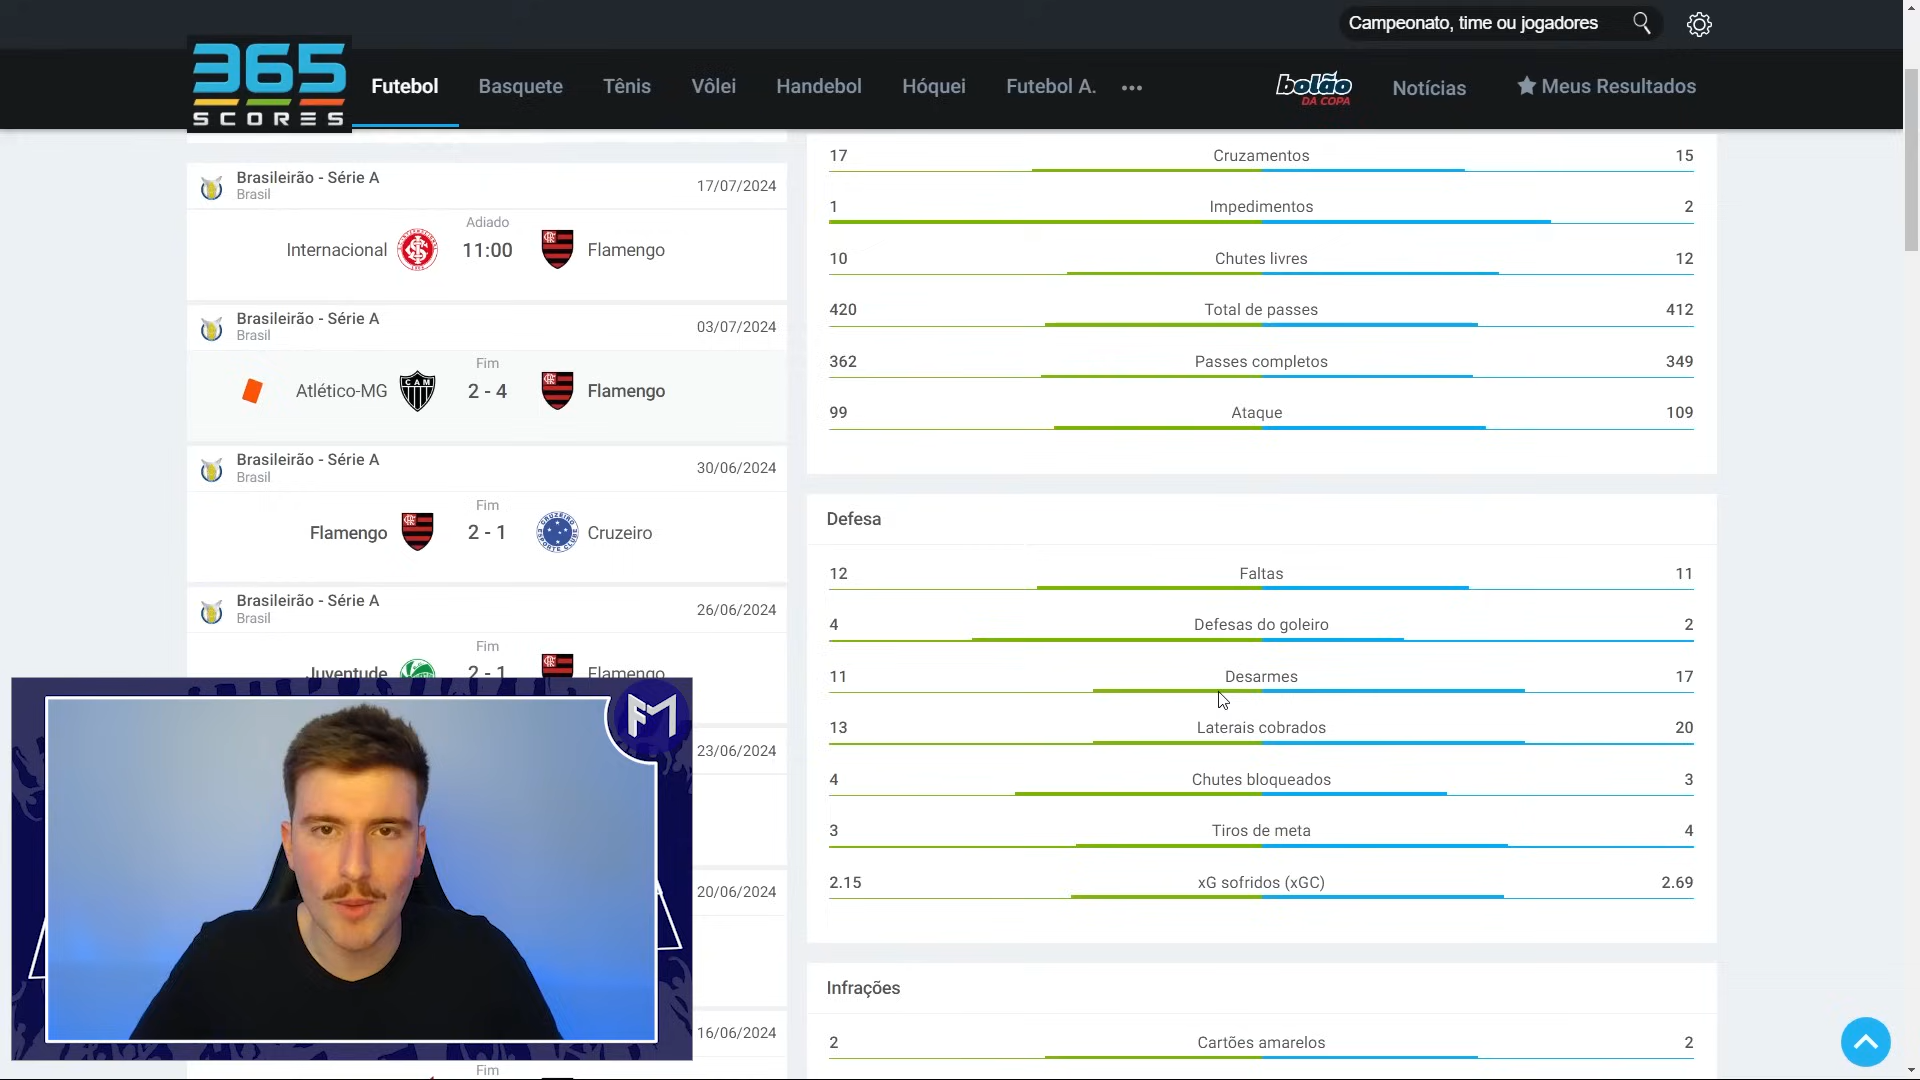 Campeonato, time ou jogadores
365
SCORES
Futebol
Basquete
Tênis
Vôlei
Handebol
Hóquei
Futebol A.
bolão
DA COPA
Notícias
Meus Resultados
Brasileirão - Série A
Brasil
17/07/2024
Adiado
Internacional
11:00
Flamengo
Brasileirão - Série A
Brasil
03/07/2024
Fim
Atlético-MG
CAM
2 - 4
Flamengo
Brasileirão - Série A
Brasil
30/06/2024
Fim
Flamengo
2 - 1
Cruzeiro
Brasileirão - Série A
Brasil
26/06/2024
Fim
Juventude
2 - 1
Flamengo
23/06/2024
20/06/2024
16/06/2024
Fim
FM
17 Cruzamentos 15
1 Impedimentos 2
10 Chutes livres 12
420 Total de passes 412
362 Passes completos 349
99 Ataque 109
Defesa
12 Faltas 11
4 Defesas do goleiro 2
11 Desarmes 17
13 Laterais cobrados 20
4 Chutes bloqueados 3
3 Tiros de meta 4
2.15 xG sofridos (xGC) 2.69
Infrações
2 Cartões amarelos 2